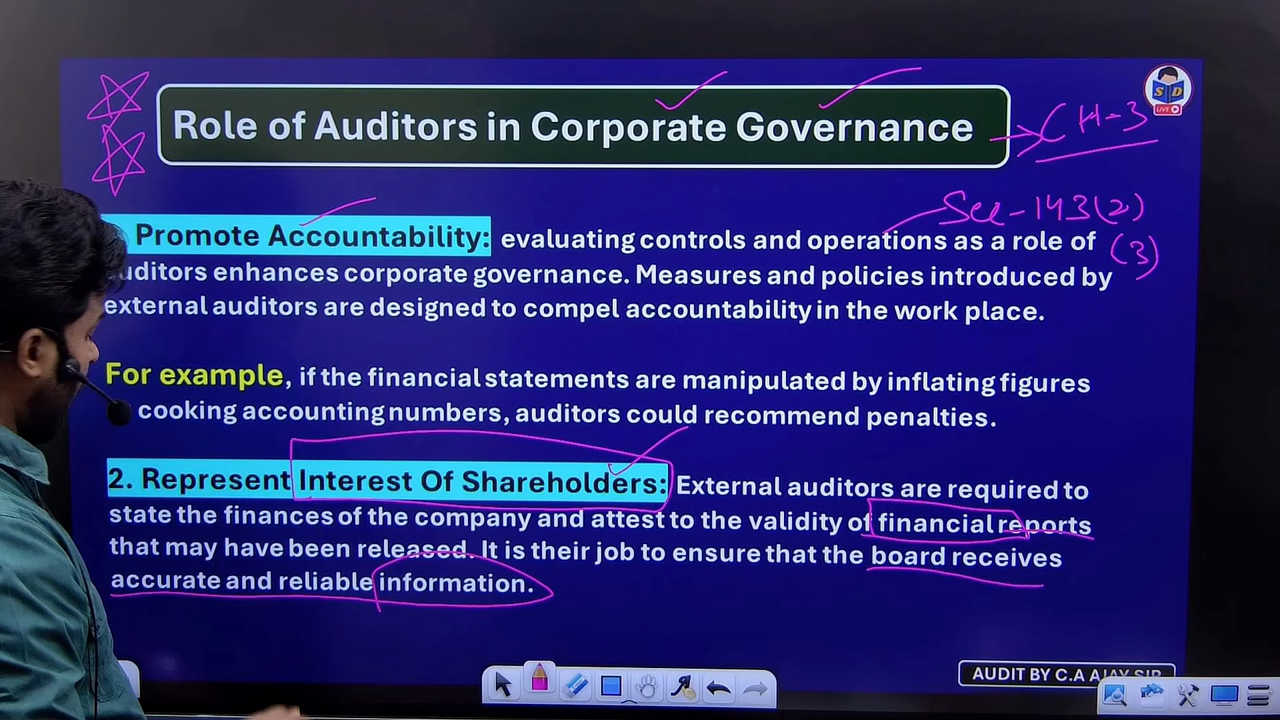 Role of Auditors in Corporate Governance
CH-3
S D
LIVE
Sec-143(2)
(3)
Promote Accountability: evaluating controls and operations as a role of
auditors enhances corporate governance. Measures and policies introduced by
external auditors are designed to compel accountability in the work place.
For example, if the financial statements are manipulated by inflating figures
cooking accounting numbers, auditors could recommend penalties.
2. Represent Interest Of Shareholders: External auditors are required to
state the finances of the company and attest to the validity of financial reports
that may have been released. It is their job to ensure that the board receives
accurate and reliable information.
AUDIT BY C.A AJAY SIR